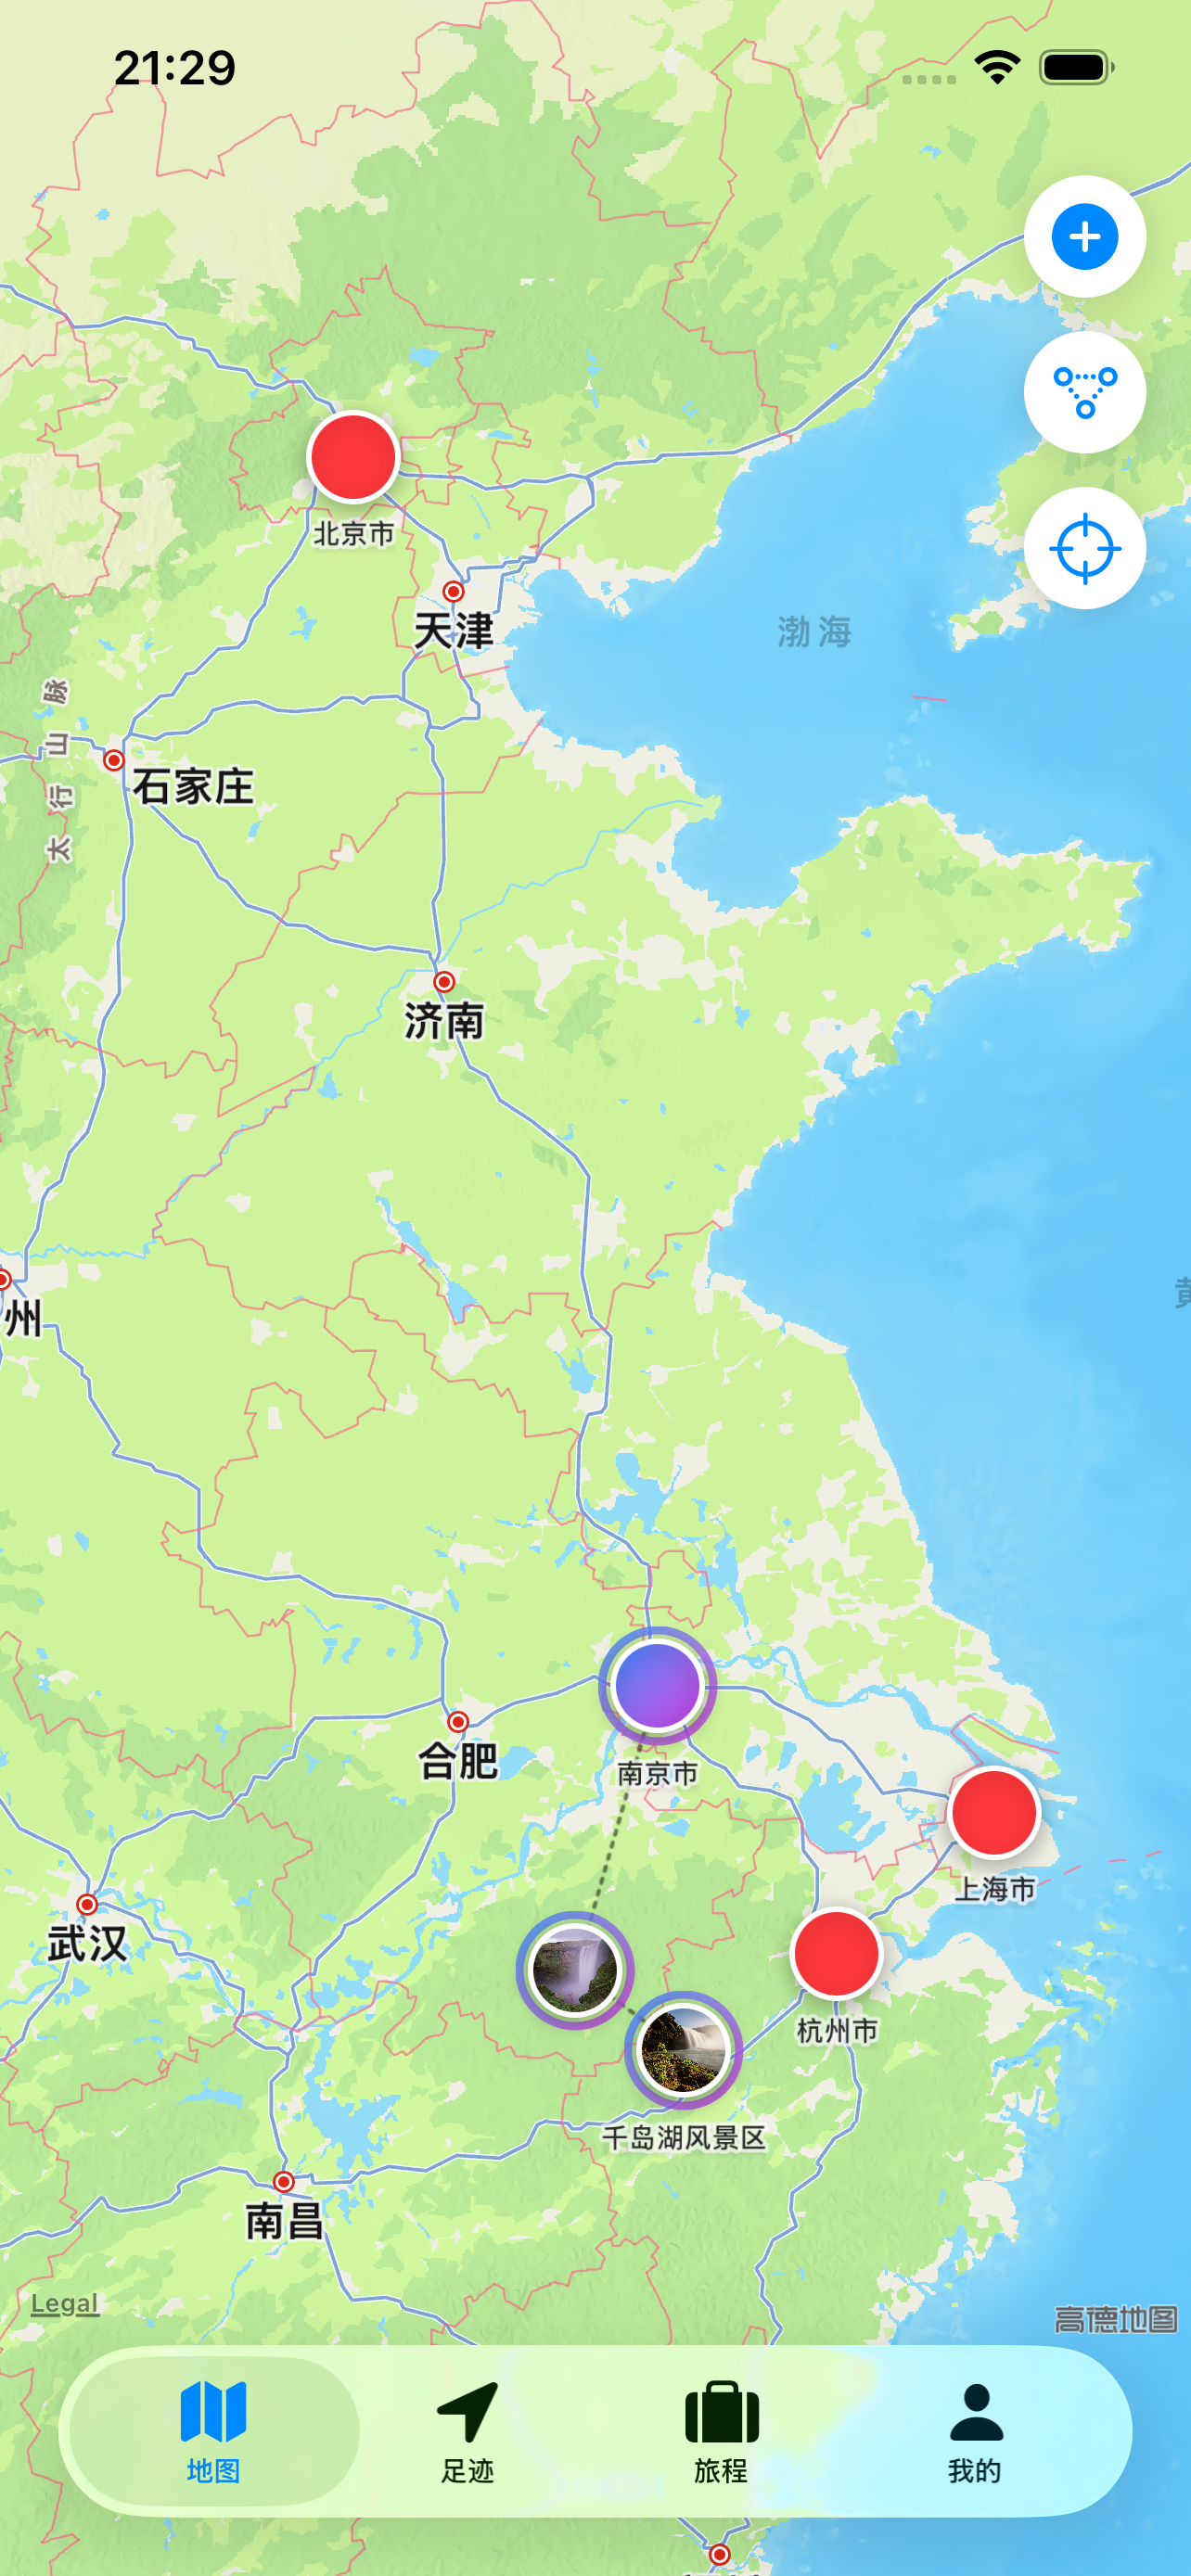 21:29
北京市
天津
渤海
太行山脉
石家庄
济南
州
南京市
合肥
上海市
武汉
杭州市
千岛湖风景区
南昌
Legal
高德地图
地图
足迹
旅程
我的